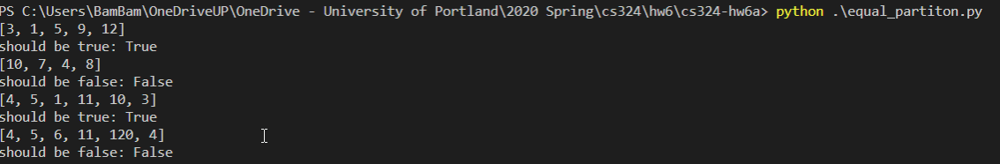 PS C:\Users\BamBam\OneDriveUP\OneDrive - University of Portland\2020 Spring\cs324\hw6\cs324-hw6a> python .\equal_partiton.py
[3, 1, 5, 9, 12]
should be true: True
[10, 7, 4, 8]
should be false: False
[4, 5, 1, 11, 10, 3]
should be true: True
[4, 5, 6, 11, 120, 4]
should be false: False